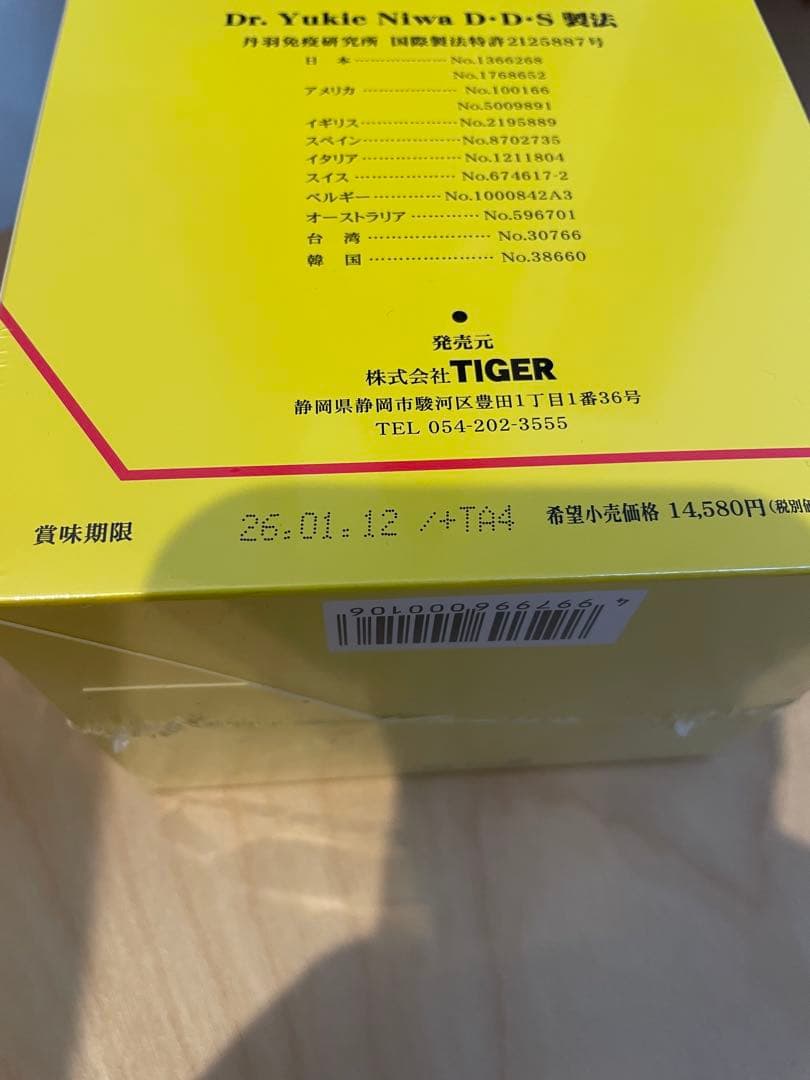 Dr. Yukie Niwa D・D・S 製法
丹羽免疫研究所 国際製法特許2125887号
日 本 ……………… No.1366268
No.1768652
アメリカ ……………… No.100166
No.5009891
イギリス ……………… No.2195889
スペイン ……………… No.8702735
イタリア ……………… No.1211804
スイス ……………… No.674617-2
ベルギー ………… No.1000842A3
オーストラリア ………… No.596701
台 湾 ………………… No.30766
韓 国 ………………… No.38660
●
発売元
株式会社TIGER
静岡県静岡市駿河区豊田1丁目1番36号
TEL 054-202-3555
賞味期限 26.01.12 /+TA4 希望小売価格 14,580円(税別
4 997999 000106